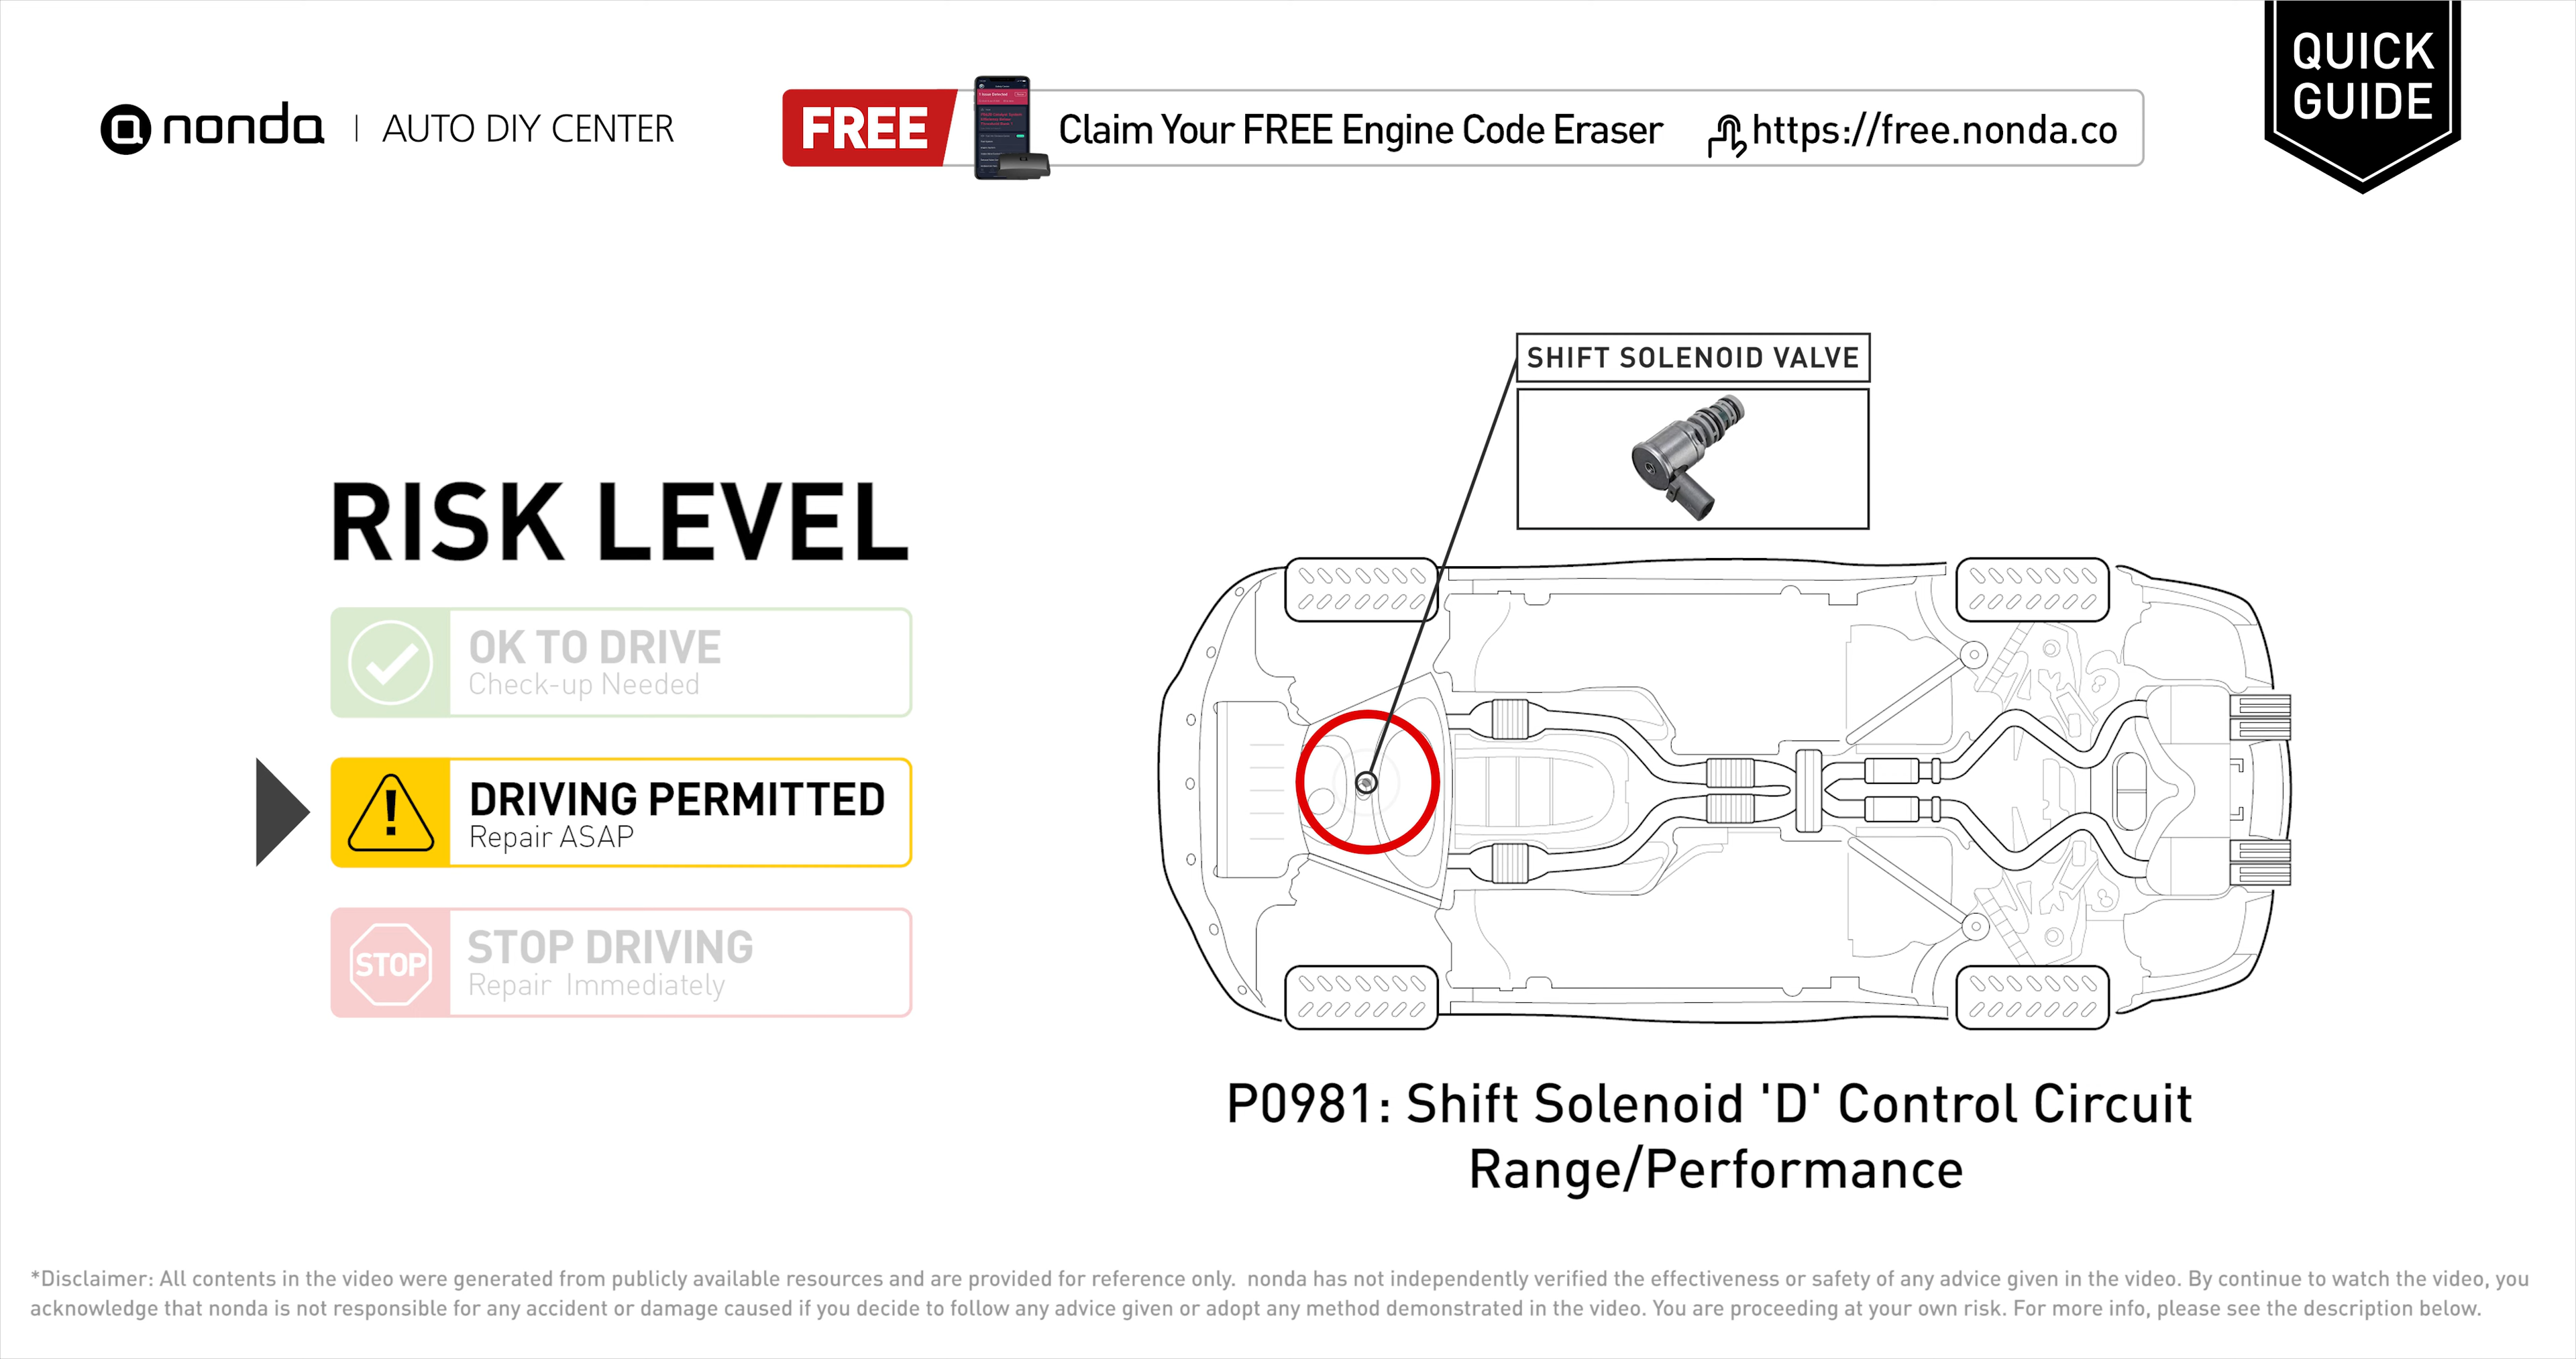 nonda | AUTO DIY CENTER
FREE
Claim Your FREE Engine Code Eraser
https://free.nonda.co
QUICK
GUIDE
SHIFT SOLENOID VALVE
RISK LEVEL
OK TO DRIVE
Check-up Needed
DRIVING PERMITTED
Repair ASAP
STOP
STOP DRIVING
Repair Immediately
P0981: Shift Solenoid 'D' Control Circuit
Range/Performance
*Disclaimer: All contents in the video were generated from publicly available resources and are provided for reference only. nonda has not independently verified the effectiveness or safety of any advice given in the video. By continue to watch the video, you
acknowledge that nonda is not responsible for any accident or damage caused if you decide to follow any advice given or adopt any method demonstrated in the video. You are proceeding at your own risk. For more info, please see the description below.